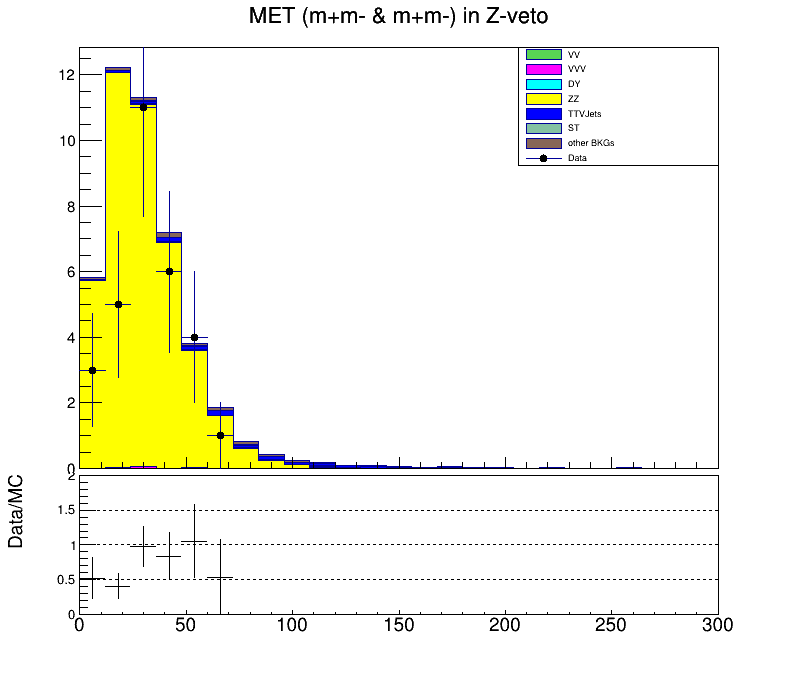 MET (m+m- & m+m-) in Z-veto
VV
VVV
DY
ZZ
TTVJets
ST
other BKGs
Data
12
10
8
6
4
2
0
Data/MC
2
1.5
1
0.5
0
0 50 100 150 200 250 300